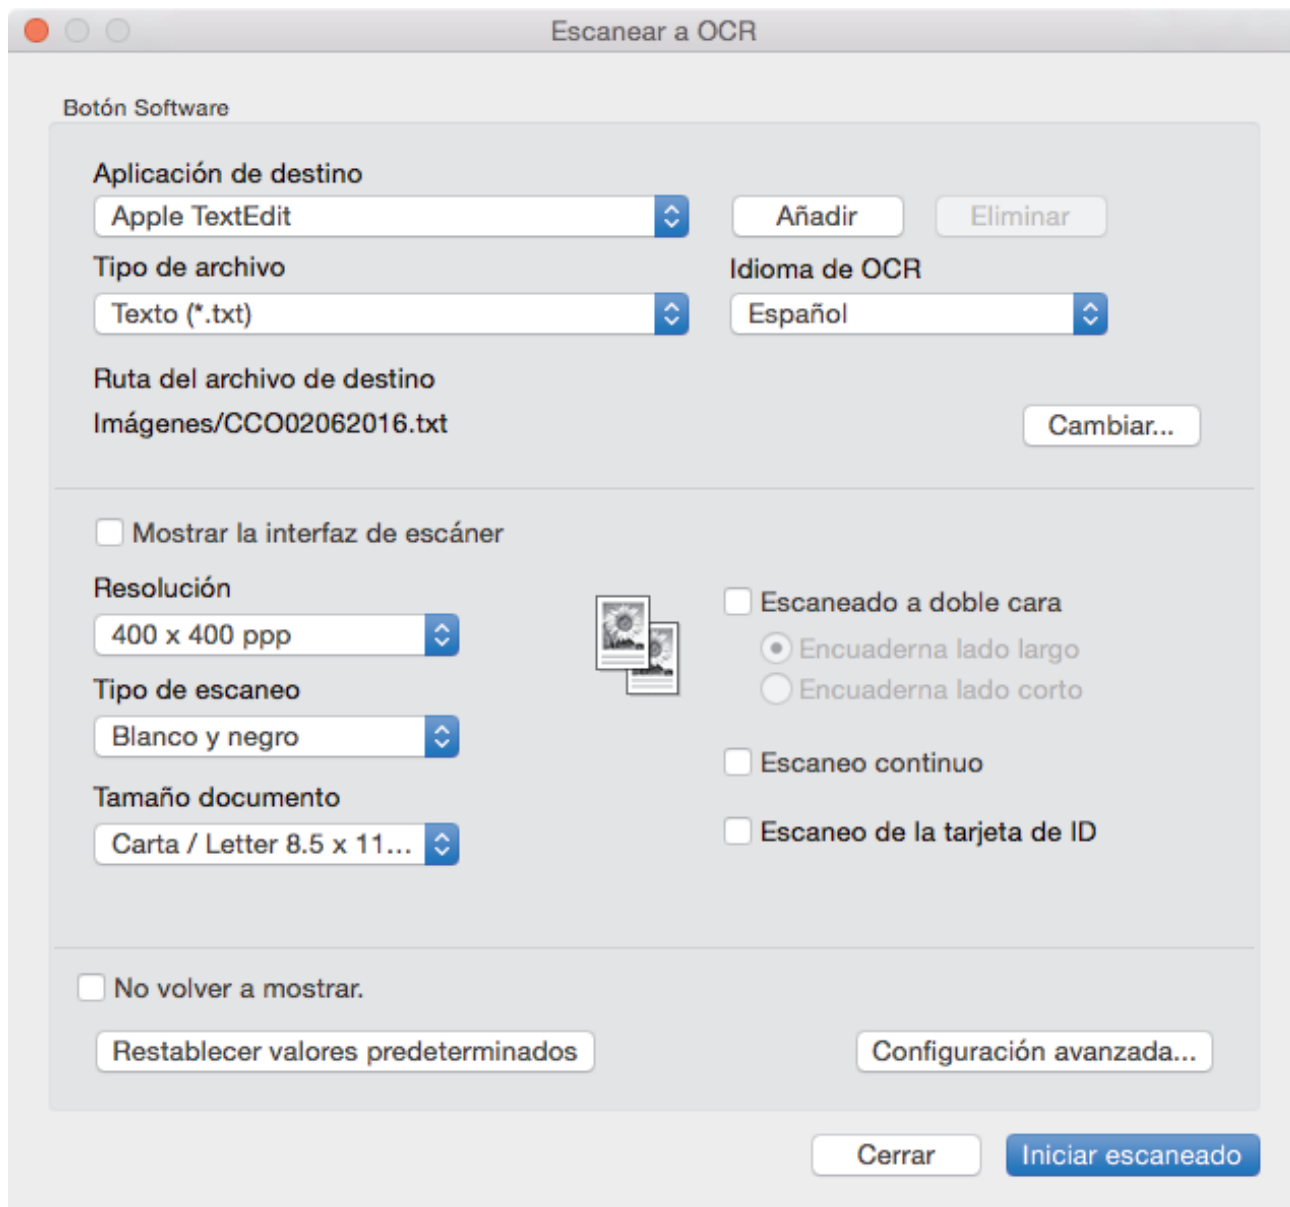 Escanear a OCR
Botón Software
Aplicación de destino
Apple TextEdit
Añadir
Eliminar
Tipo de archivo
Idioma de OCR
Texto (*.txt)
Español
Ruta del archivo de destino
Imágenes/CCO02062016.txt
Cambiar...
Mostrar la interfaz de escáner
Resolución
400 x 400 ppp
Tipo de escaneo
Blanco y negro
Tamaño documento
Carta / Letter 8.5 x 11...
Escaneado a doble cara
Encuaderna lado largo
Encuaderna lado corto
Escaneo continuo
Escaneo de la tarjeta de ID
No volver a mostrar.
Restablecer valores predeterminados
Configuración avanzada...
Cerrar
Iniciar escaneado